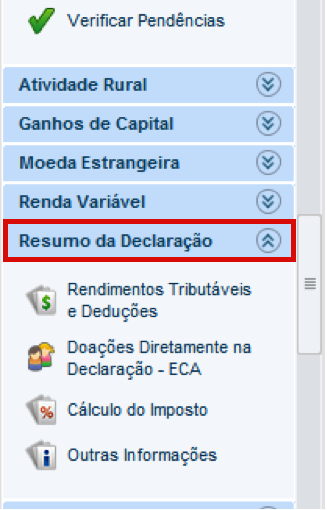 Verificar Pendências
Atividade Rural
Ganhos de Capital
Moeda Estrangeira
Renda Variável
Resumo da Declaração
Rendimentos Tributáveis
e Deduções
Doações Diretamente na
Declaração - ECA
Cálculo do Imposto
Outras Informações